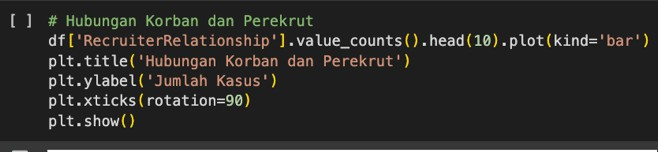 [ ] # Hubungan Korban dan Perekrut
df['RecruiterRelationship'].value_counts().head(10).plot(kind='bar')
plt.title('Hubungan Korban dan Perekrut')
plt.ylabel('Jumlah Kasus')
plt.xticks(rotation=90)
plt.show()